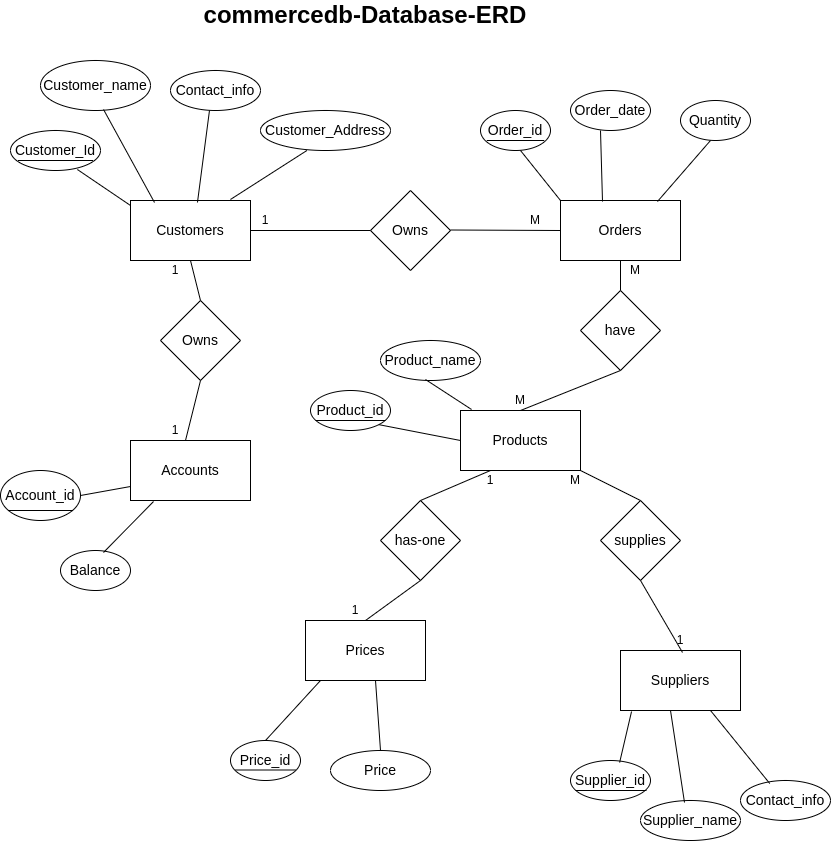 commercedb-Database-ERD
Customer_name
Contact_info
Customer_Address
Customer_Id
Order_id
Order_date
Quantity
Customers
1
Owns
M
Orders
1
M
Owns
have
Product_name
M
Product_id
1
Products
Accounts
1
M
Account_id
has-one
supplies
Balance
1
1
Prices
Suppliers
Price_id
Price
Supplier_id
Supplier_name
Contact_info